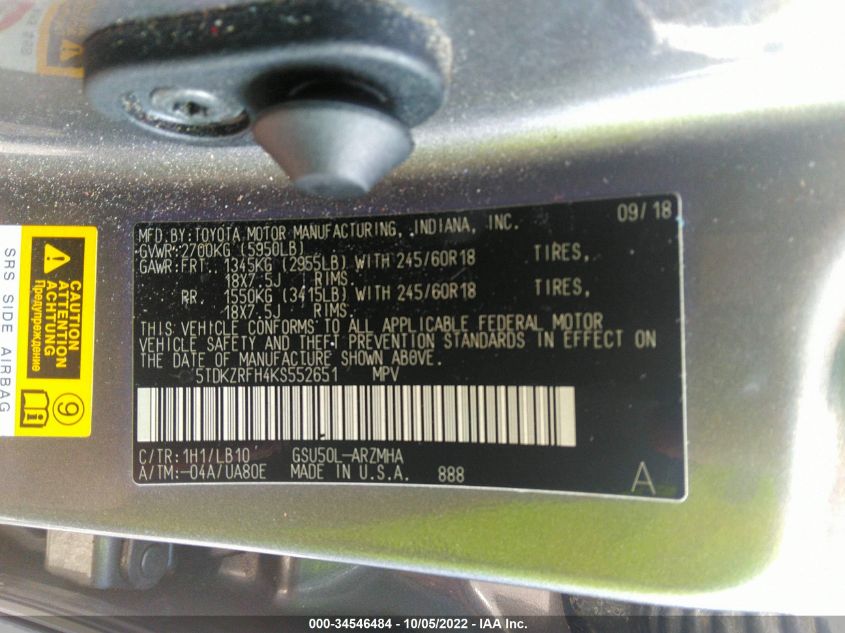 MFD.BY:TOYOTA MOTOR MANUFACTURING, INDIANA, INC. 09/18
GVWR:2700KG (5950LB)
GAWR:FRT. 1345KG (2965LB) WITH 245/60R18 TIRES,
18X7.5J RIMS.
RR. 1550KG (3415LB) WITH 245/60R18 TIRES,
18X7.5J RIMS.
THIS VEHICLE CONFORMS TO ALL APPLICABLE FEDERAL MOTOR
VEHICLE SAFETY AND THEFT PREVENTION STANDARDS IN EFFECT ON
THE DATE OF MANUFACTURE SHOWN ABOVE.
5TDKZRFH4KS552651 MPV
C/TR:1H1/LB10 GSU50L-ARZMHA
A/TM:-04A/UA80E MADE IN U.S.A. 888 A
SRS SIDE AIRBAG
CAUTION
ATTENTION
ACHTUNG
Предупреждение
9
000-34546484 - 10/05/2022 - IAA Inc.